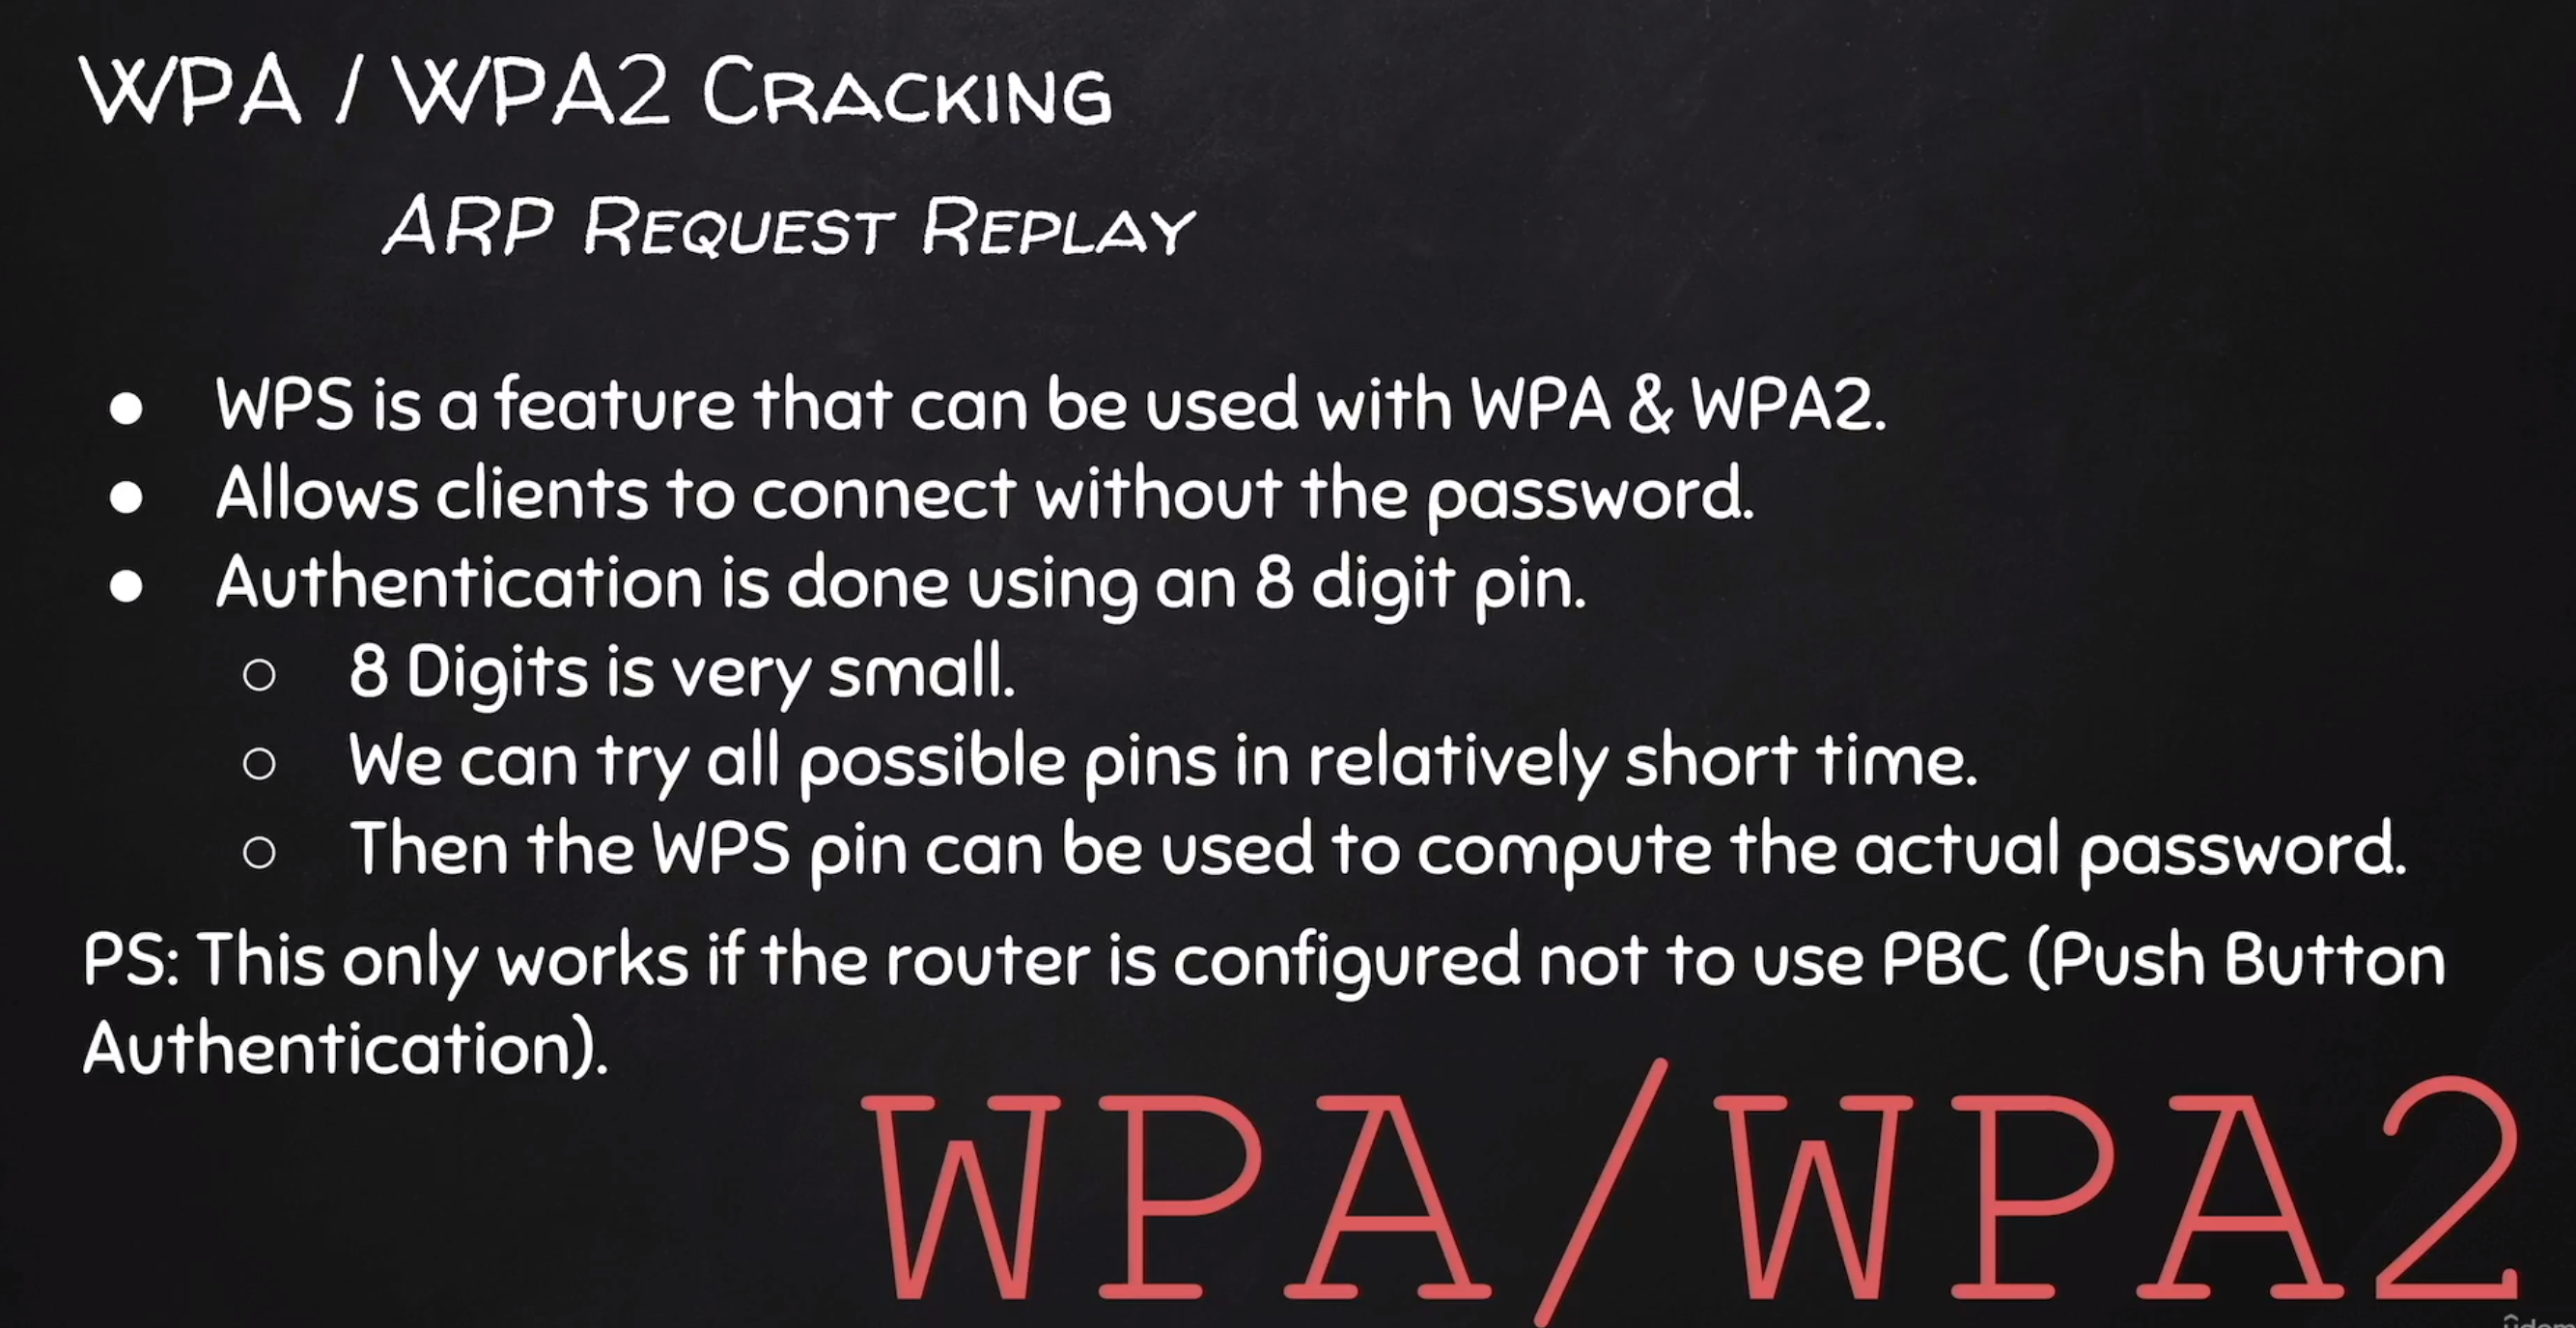 WPA / WPA2 Cracking
ARP Request Replay
● WPS is a feature that can be used with WPA & WPA2.
● Allows clients to connect without the password.
● Authentication is done using an 8 digit pin.
○ 8 Digits is very small.
○ We can try all possible pins in relatively short time.
○ Then the WPS pin can be used to compute the actual password.
PS: This only works if the router is configured not to use PBC (Push Button
Authentication).
WPA/WPA2